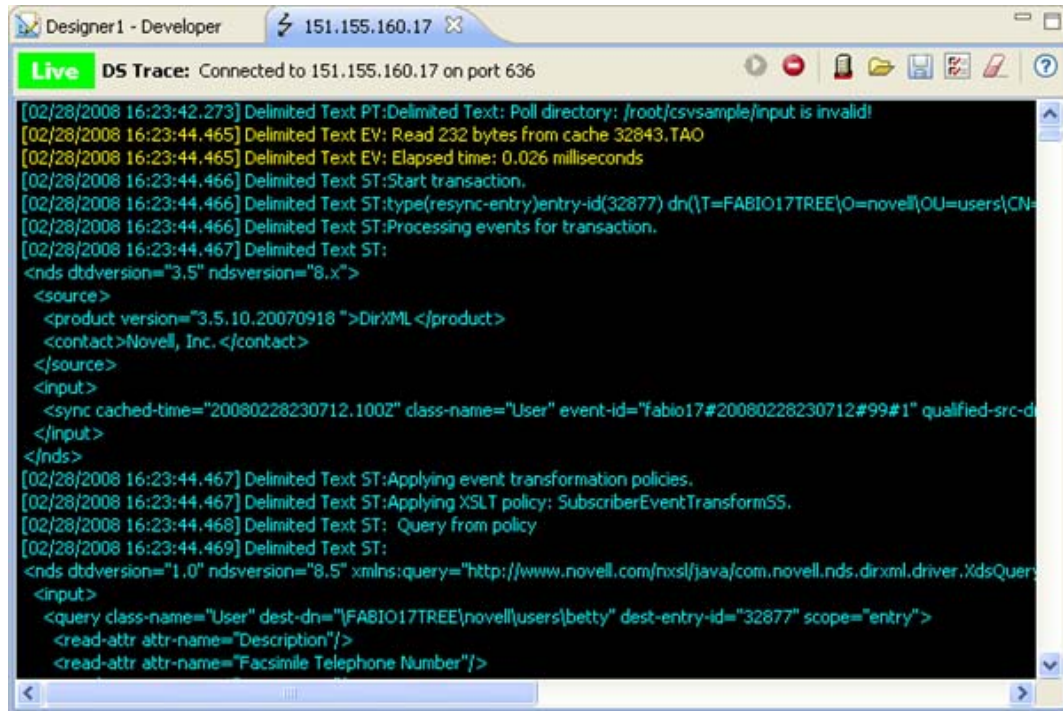 Designer1 - Developer
151.155.160.17
Live DS Trace: Connected to 151.155.160.17 on port 636
[02/28/2008 16:23:42.273] Delimited Text PT:Delimited Text: Poll directory: /root/csvsample/input is invalid!
[02/28/2008 16:23:44.465] Delimited Text EV: Read 232 bytes from cache 32843.TAO
[02/28/2008 16:23:44.465] Delimited Text EV: Elapsed time: 0.026 milliseconds
[02/28/2008 16:23:44.466] Delimited Text ST:Start transaction.
[02/28/2008 16:23:44.466] Delimited Text ST:type(resync-entry)entry-id(32877) dn(\T=FABIO17TREE\O=novell\OU=users\CN=
[02/28/2008 16:23:44.466] Delimited Text ST:Processing events for transaction.
[02/28/2008 16:23:44.467] Delimited Text ST:
<nds dtdversion="3.5" ndsversion="8.x">
<source>
<product version="3.5.10.20070918 ">DirXML</product>
<contact>Novell, Inc.</contact>
</source>
<input>
<sync cached-time="20080228230712.100Z" class-name="User" event-id="fabio17#20080228230712#99#1" qualified-src-d
</input>
</nds>
[02/28/2008 16:23:44.467] Delimited Text ST:Applying event transformation policies.
[02/28/2008 16:23:44.467] Delimited Text ST:Applying XSLT policy: SubscriberEventTransformSS.
[02/28/2008 16:23:44.468] Delimited Text ST: Query from policy
[02/28/2008 16:23:44.469] Delimited Text ST:
<nds dtdversion="1.0" ndsversion="8.5" xmlns:query="http://www.novell.com/nxsl/java/com.novell.nds.dirxml.driver.XdsQuery
<input>
<query class-name="User" dest-dn="\FABIO17TREE\novell\users\betty" dest-entry-id="32877" scope="entry">
<read-attr attr-name="Description"/>
<read-attr attr-name="Facsimile Telephone Number"/>